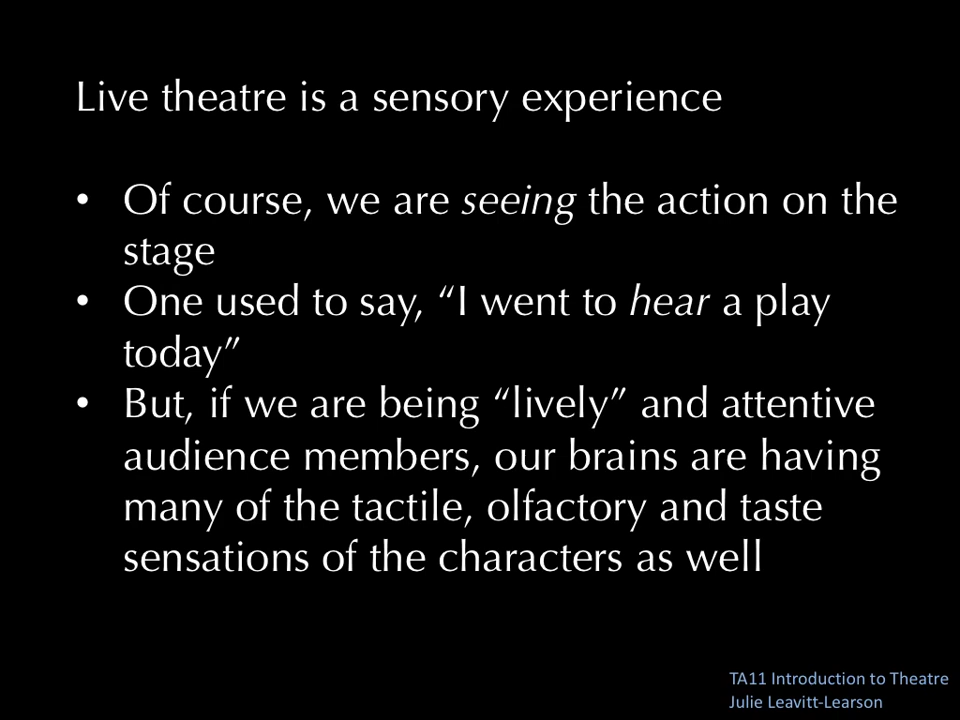 Live theatre is a sensory experience
• Of course, we are seeing the action on the
stage
• One used to say, “I went to hear a play
today”
• But, if we are being “lively” and attentive
audience members, our brains are having
many of the tactile, olfactory and taste
sensations of the characters as well
TA11 Introduction to Theatre
Julie Leavitt-Learson